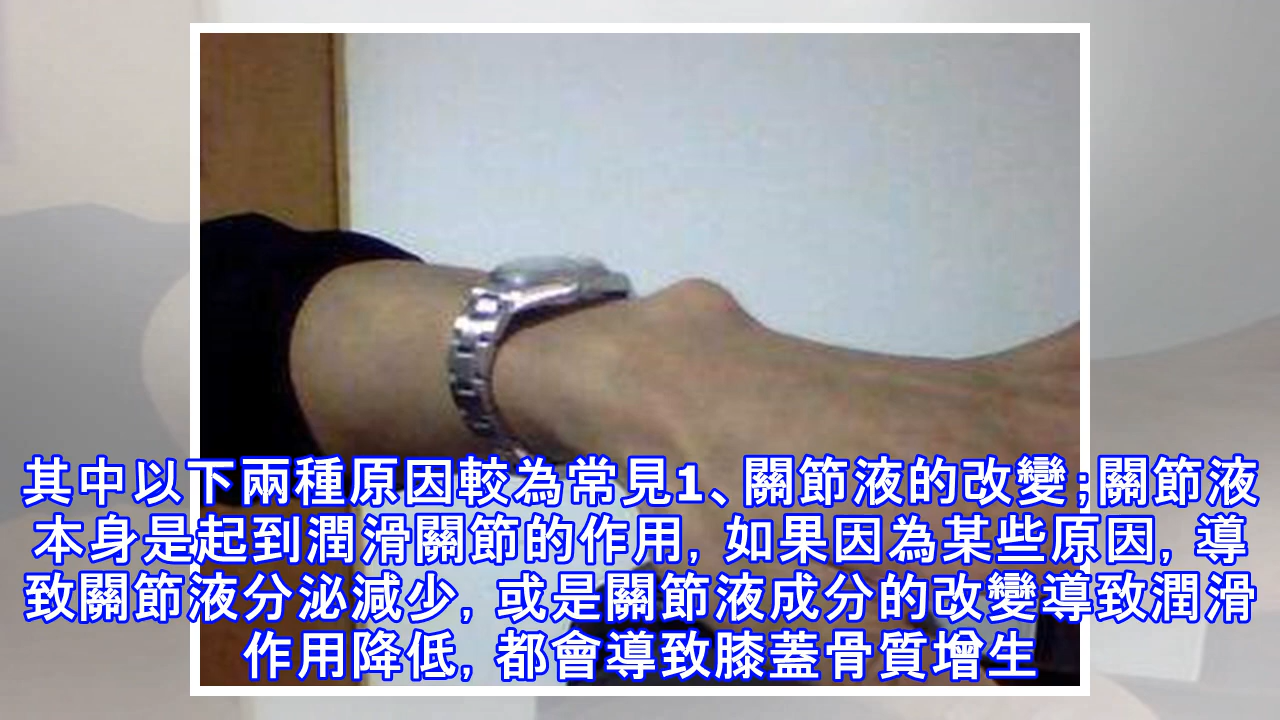 其中以下兩種原因較為常見1、關節液的改變;關節液
本身是起到潤滑關節的作用, 如果因為某些原因, 導
致關節液分泌減少, 或是關節液成分的改變導致潤滑
作用降低, 都會導致膝蓋骨質增生